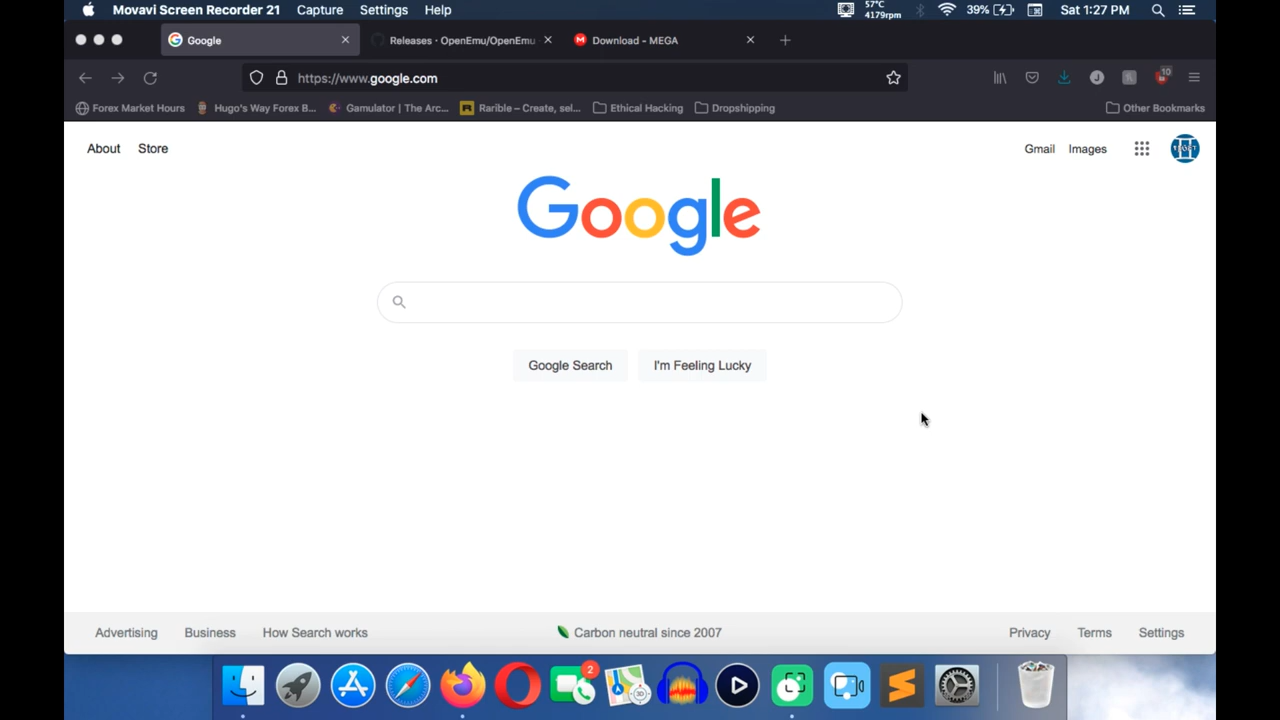 Movavi Screen Recorder 21 Capture Settings Help 57°C 4179rpm 39% Sat 1:27 PM
Google Releases · OpenEmu/OpenEmu Download - MEGA
https://www.google.com 10
Forex Market Hours Hugo's Way Forex B... Gamulator | The Arc... Rarible – Create, sel... Ethical Hacking Dropshipping Other Bookmarks
About Store Gmail Images
Google
Google Search I'm Feeling Lucky
Advertising Business How Search works Carbon neutral since 2007 Privacy Terms Settings
2
3D